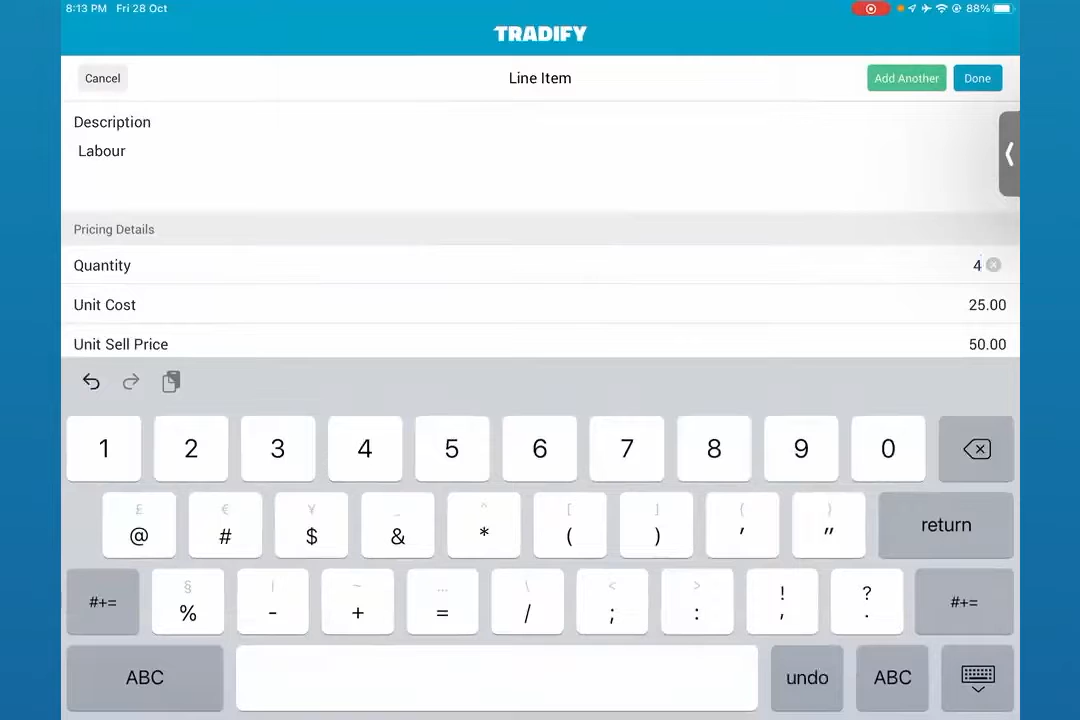 8:13 PM Fri 28 Oct 88%
TRADIFY
Cancel Line Item Add Another Done
Description
Labour
Pricing Details
Quantity 4
Unit Cost 25.00
Unit Sell Price 50.00
1 2 3 4 5 6 7 8 9 0
£ € ¥ _ ^ [ ] { }
@ # $ & * ( ) ' " return
§ | ~ … \ < > ! ?
#+= % - + = / ; : , . #+=
ABC undo ABC